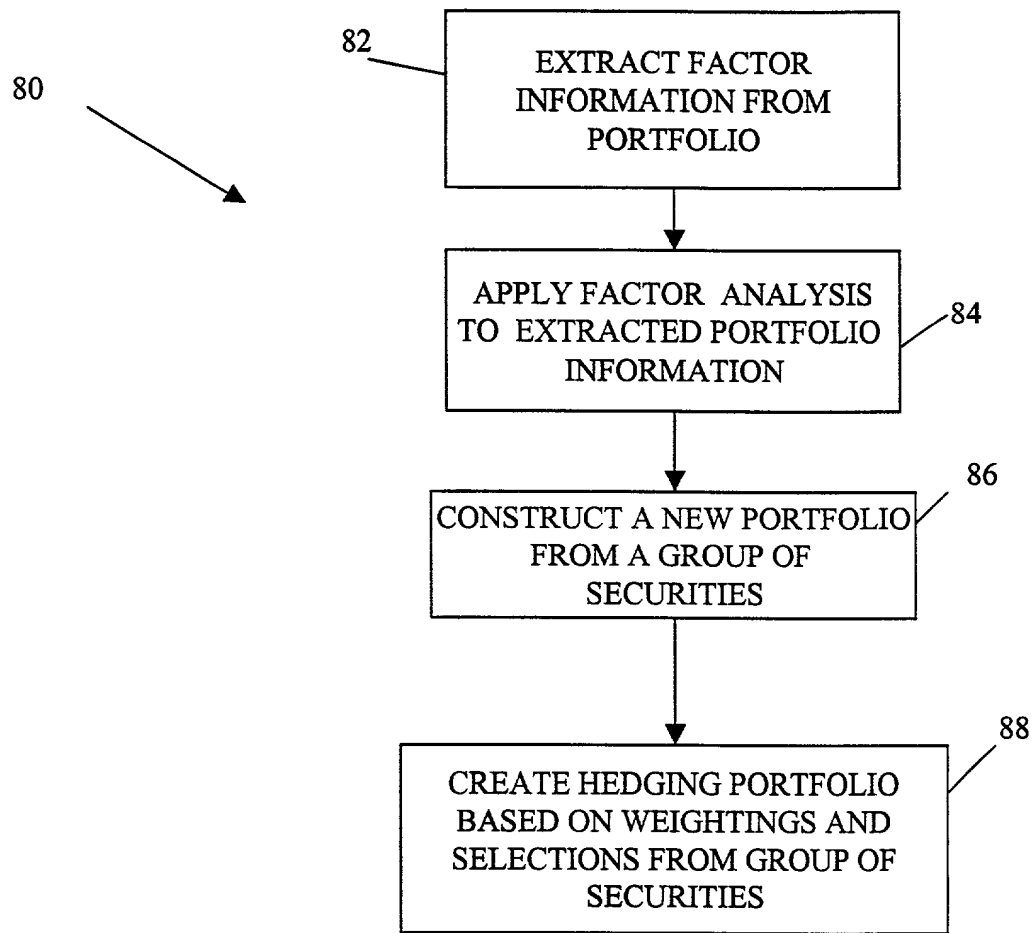 82
EXTRACT FACTOR
INFORMATION FROM
PORTFOLIO
80
APPLY FACTOR ANALYSIS
TO EXTRACTED PORTFOLIO
INFORMATION
84
86
CONSTRUCT A NEW PORTFOLIO
FROM A GROUP OF
SECURITIES
88
CREATE HEDGING PORTFOLIO
BASED ON WEIGHTINGS AND
SELECTIONS FROM GROUP OF
SECURITIES